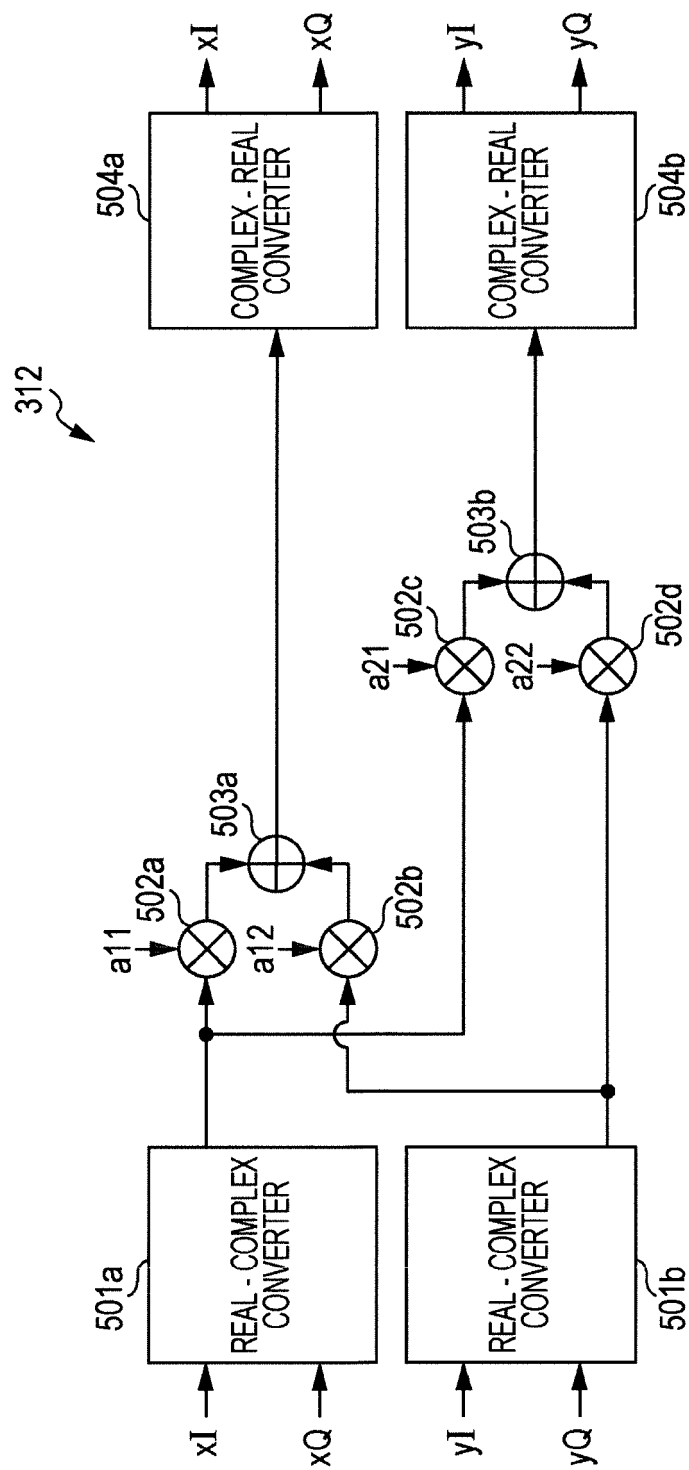 312
xI
xQ
yI
yQ
501a
REAL - COMPLEX
CONVERTER
501b
REAL - COMPLEX
CONVERTER
a11
502a
503a
a12
502b
a21
502c
503b
a22
502d
504a
COMPLEX - REAL
CONVERTER
504b
COMPLEX - REAL
CONVERTER
xI
xQ
yI
yQ